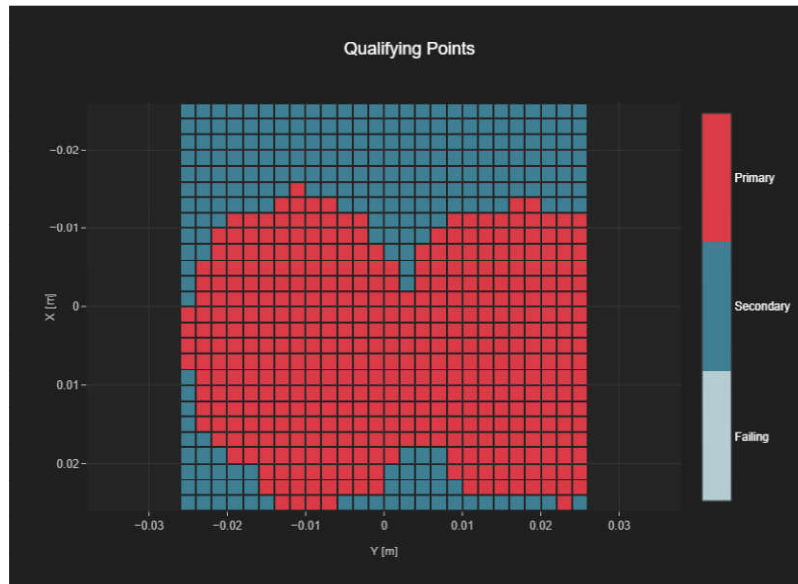 Qualifying Points
−0.02
−0.01
0
0.01
0.02
X [m]
−0.03
−0.02
−0.01
0
0.01
0.02
0.03
Y [m]
Primary
Secondary
Failing